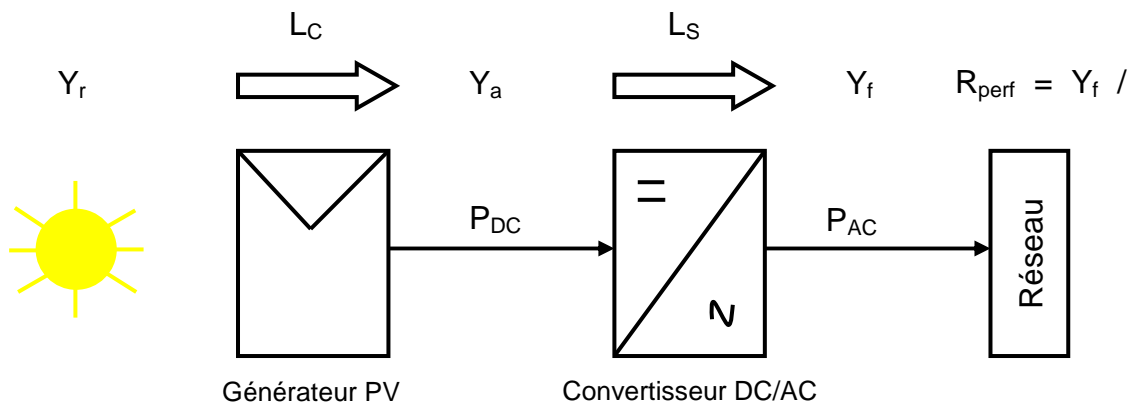 L_C L_S
Y_r Y_a Y_f R_perf = Y_f /
P_DC P_AC
Réseau
Générateur PV Convertisseur DC/AC